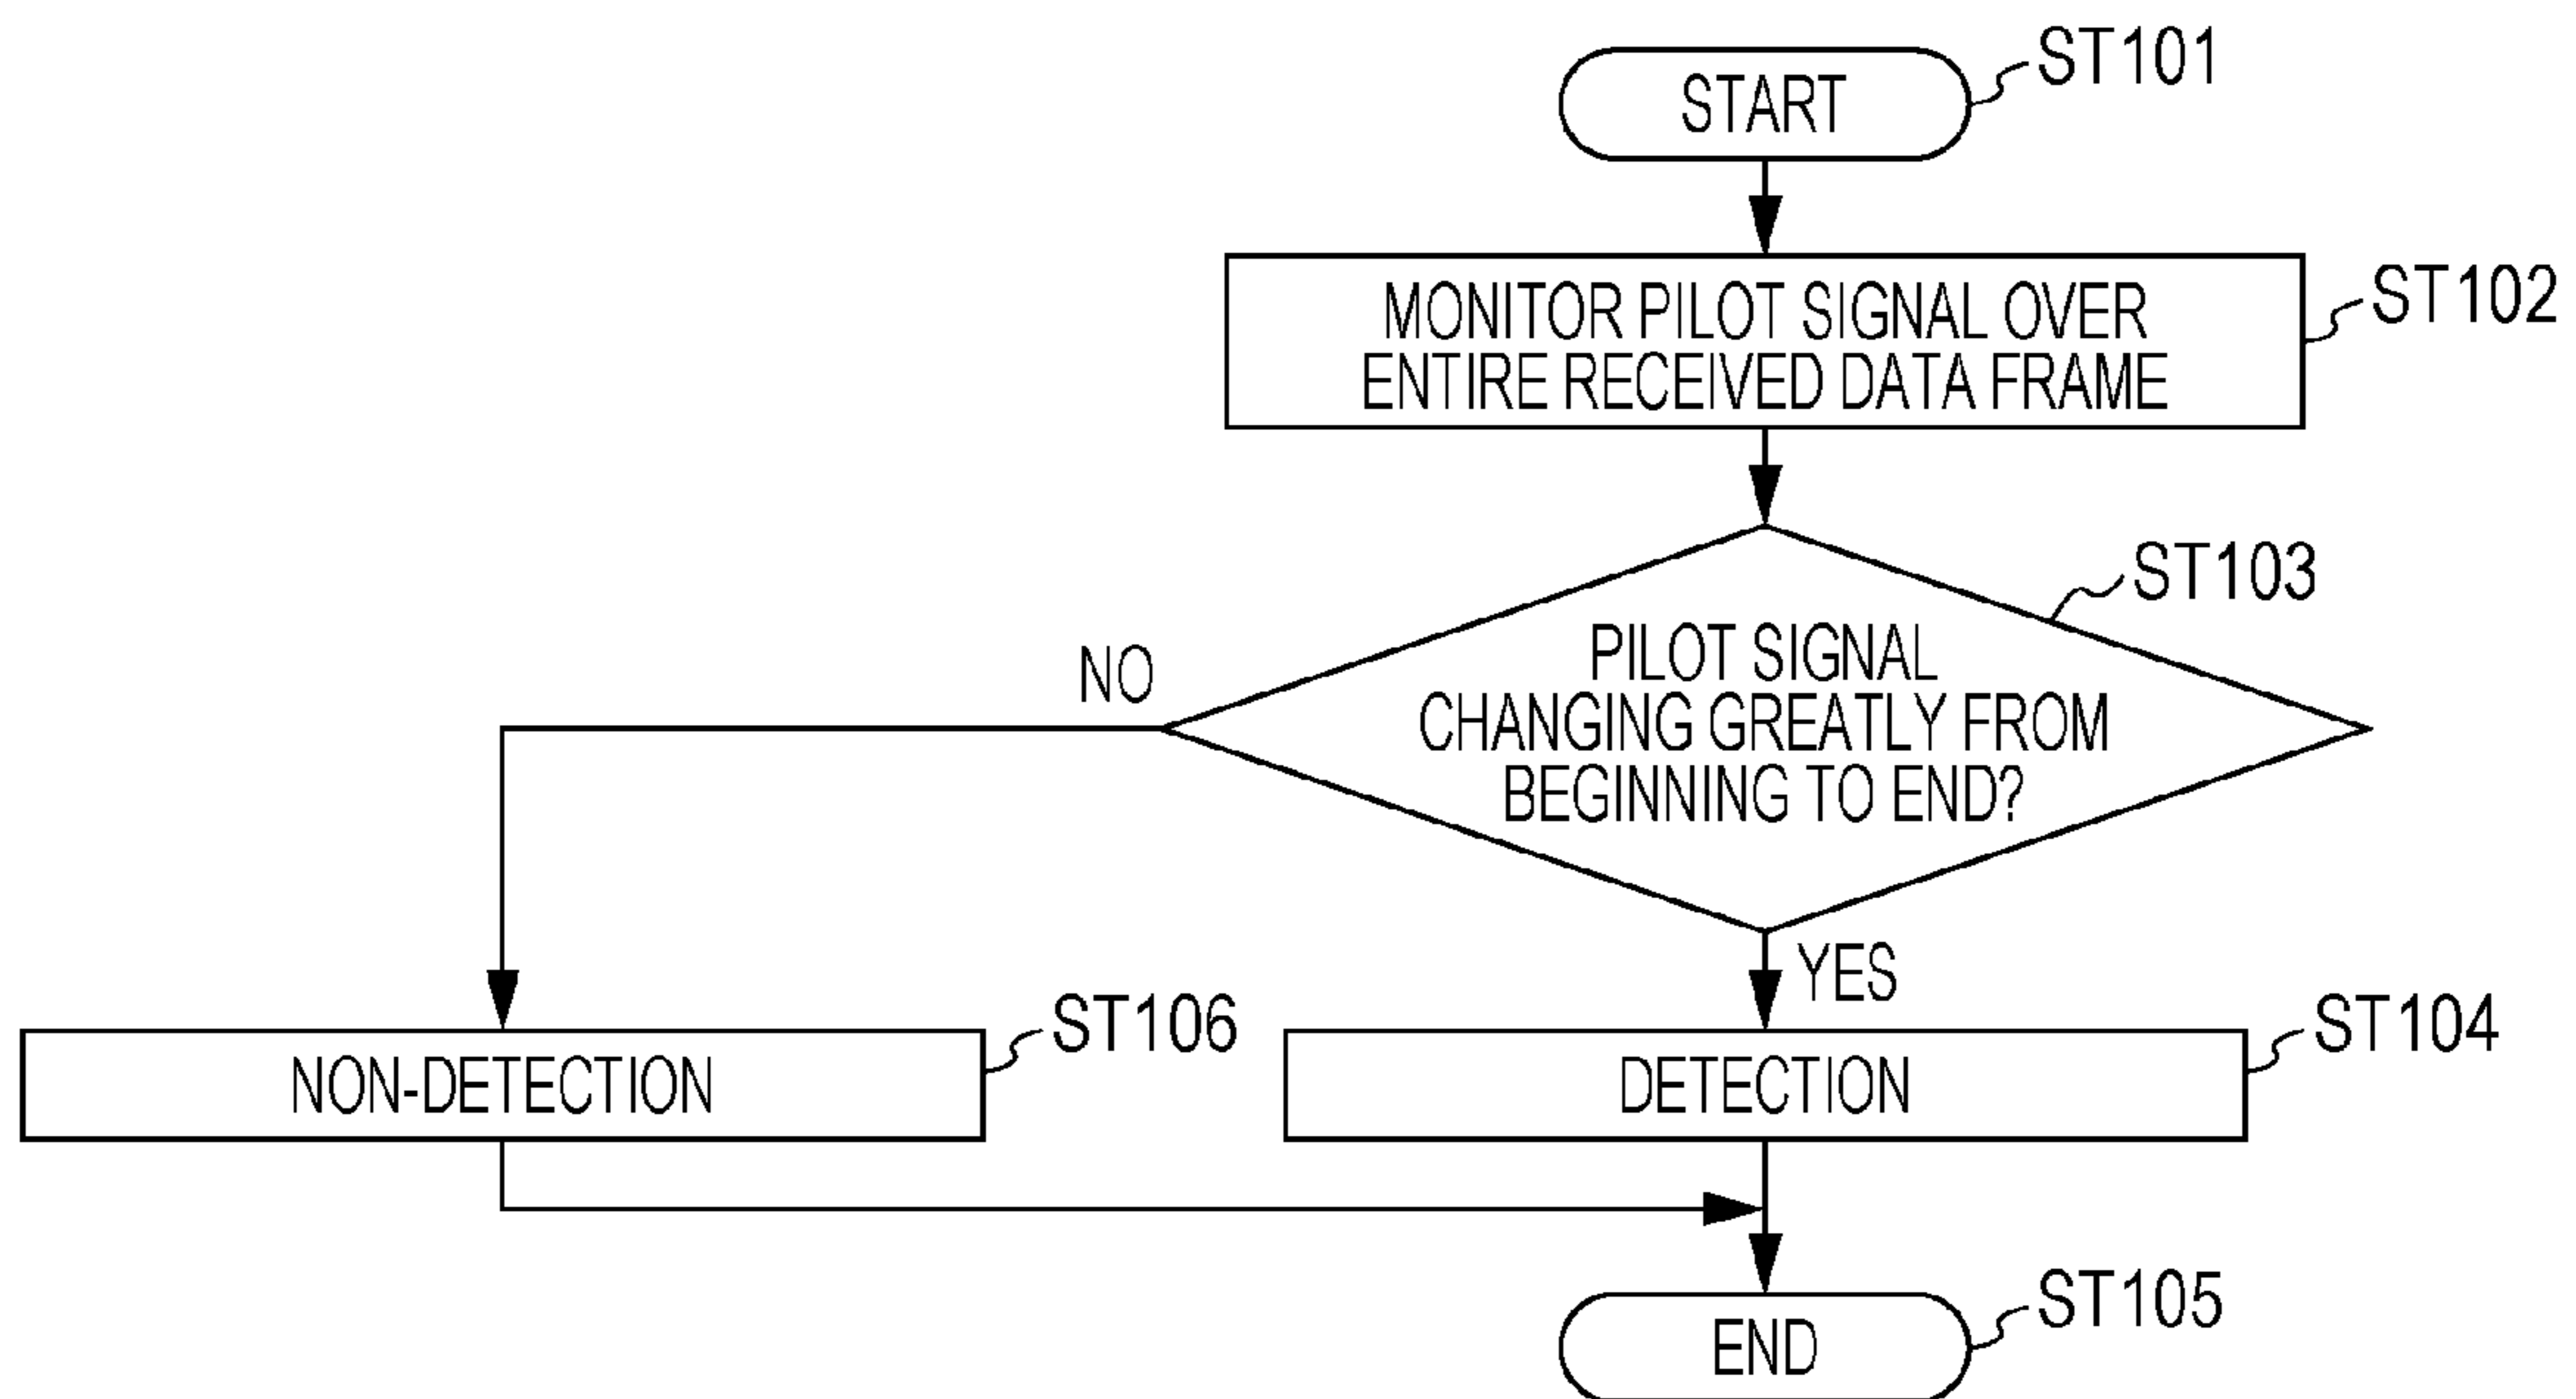 START
ST101
MONITOR PILOT SIGNAL OVER
ENTIRE RECEIVED DATA FRAME
ST102
PILOT SIGNAL
CHANGING GREATLY FROM
BEGINNING TO END?
ST103
NO
YES
NON-DETECTION
ST106
DETECTION
ST104
END
ST105